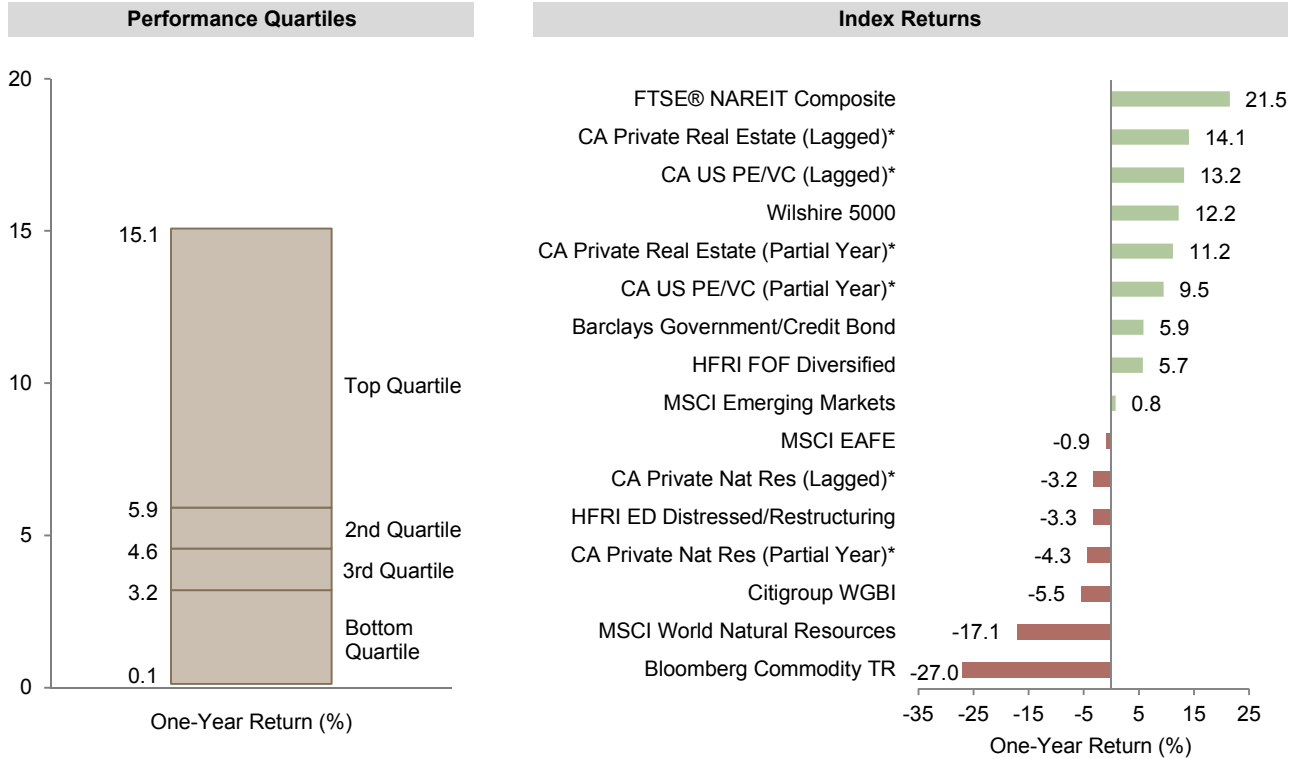 Performance Quartiles
20
15
10
5
0
15.1
5.9
4.6
3.2
0.1
Top Quartile
2nd Quartile
3rd Quartile
Bottom
Quartile
One-Year Return (%)
Index Returns
FTSE® NAREIT Composite 21.5
CA Private Real Estate (Lagged)* 14.1
CA US PE/VC (Lagged)* 13.2
Wilshire 5000 12.2
CA Private Real Estate (Partial Year)* 11.2
CA US PE/VC (Partial Year)* 9.5
Barclays Government/Credit Bond 5.9
HFRI FOF Diversified 5.7
MSCI Emerging Markets 0.8
MSCI EAFE -0.9
CA Private Nat Res (Lagged)* -3.2
HFRI ED Distressed/Restructuring -3.3
CA Private Nat Res (Partial Year)* -4.3
Citigroup WGBI -5.5
MSCI World Natural Resources -17.1
Bloomberg Commodity TR -27.0
-35 -25 -15 -5 5 15 25
One-Year Return (%)